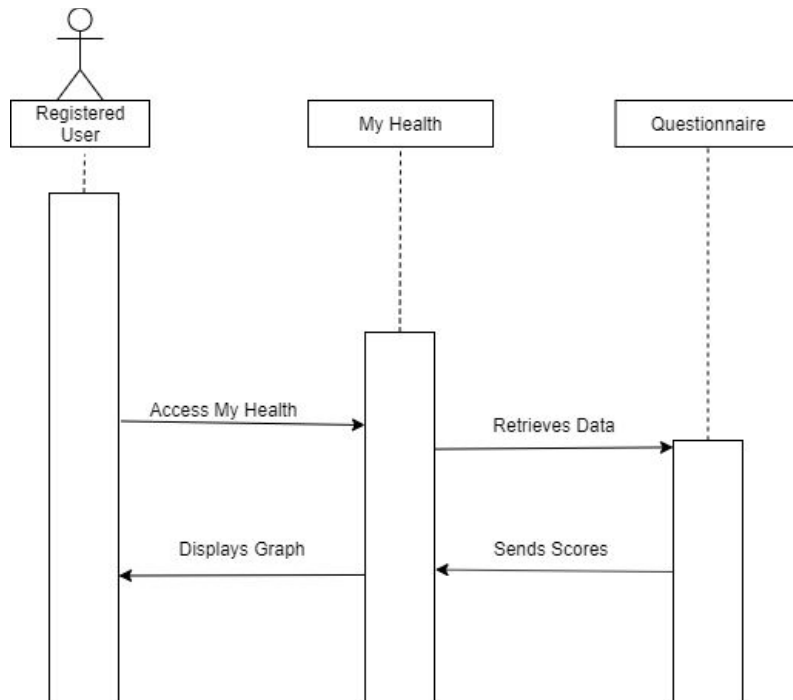 Registered
User
My Health
Questionnaire
Access My Health
Retrieves Data
Displays Graph
Sends Scores